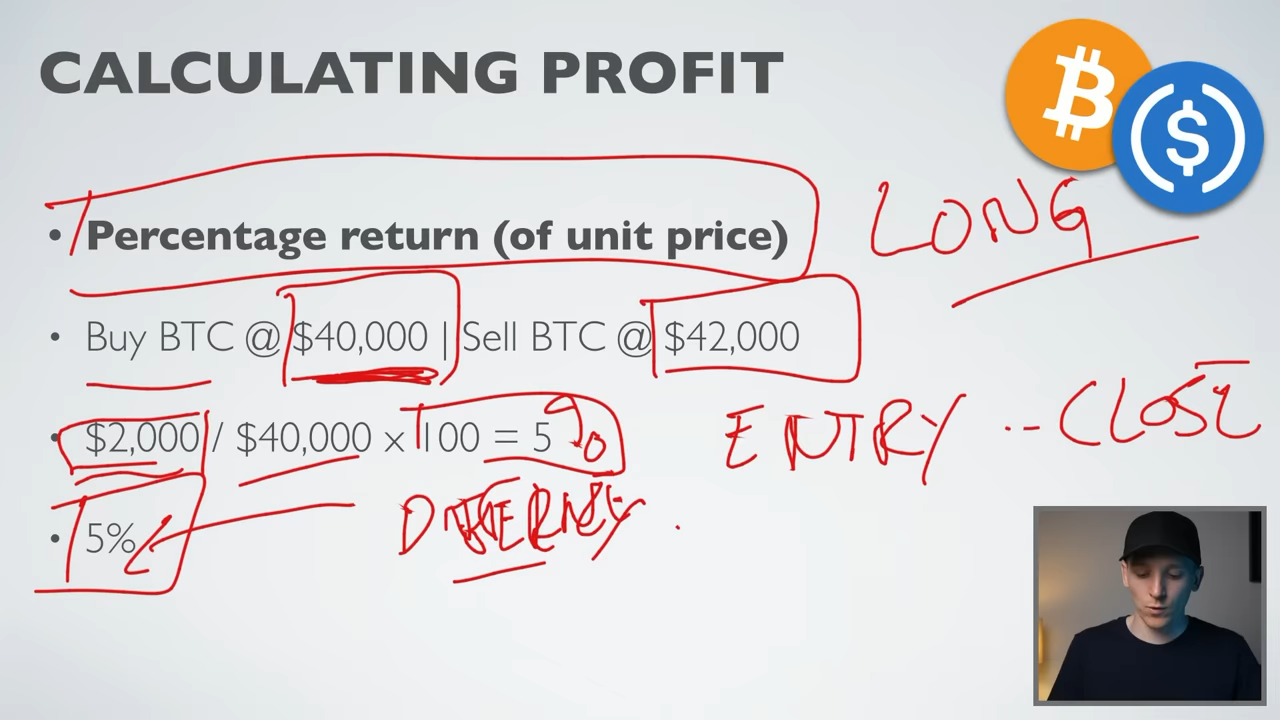 CALCULATING PROFIT
• Percentage return (of unit price)
LONG
• Buy BTC @ $40,000 | Sell BTC @ $42,000
• $2,000 / $40,000 x 100 = 5 %
ENTRY -- CLOSE
• 5%